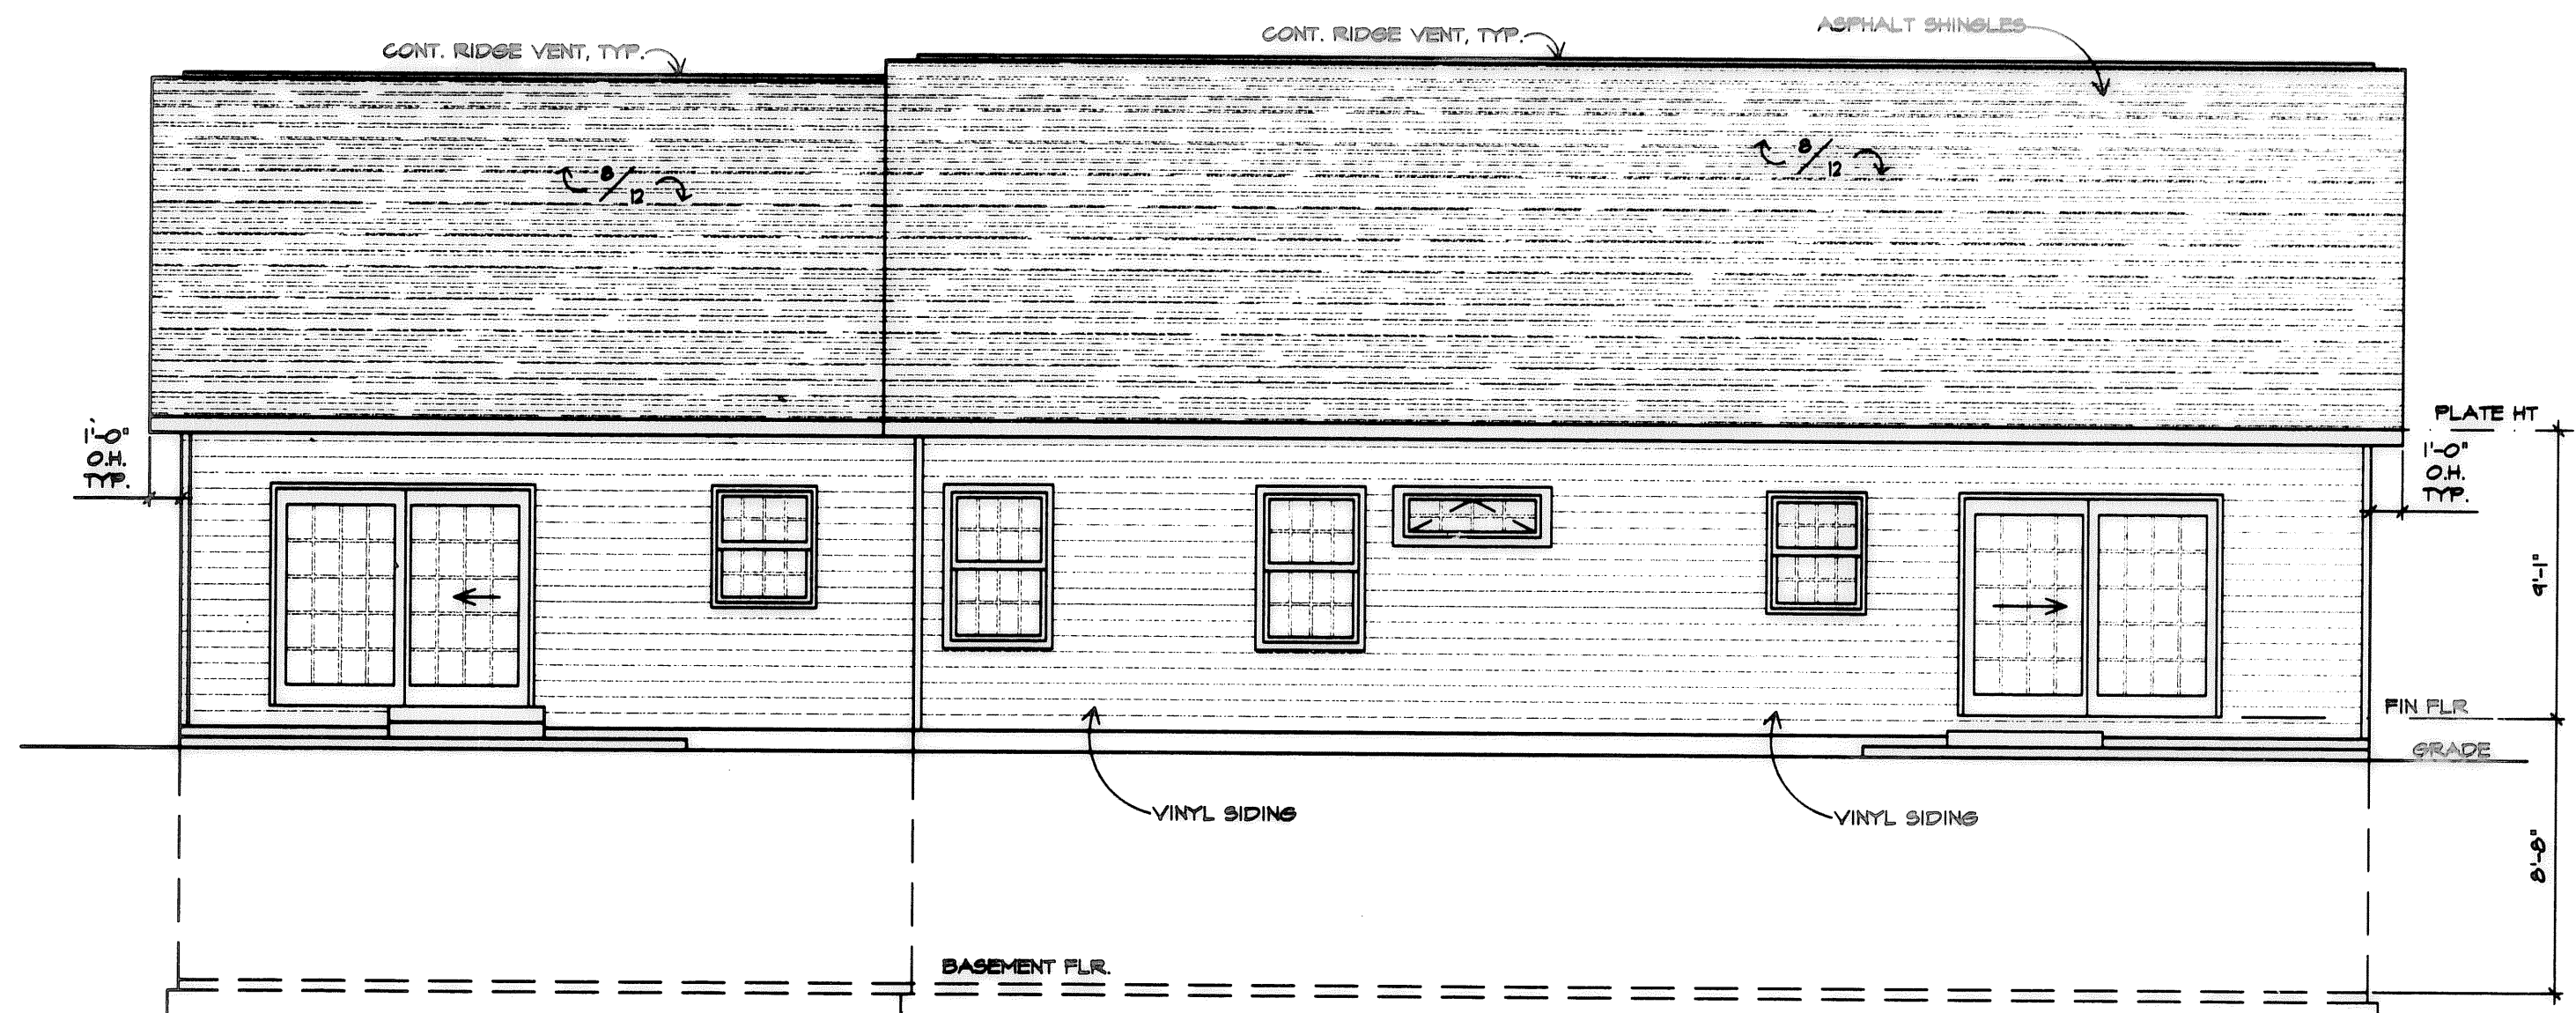 CONT. RIDGE VENT, TYP.
CONT. RIDGE VENT, TYP.
ASPHALT SHINGLES
8/12
8/12
PLATE HT
1'-0"
O.H.
TYP.
1'-0"
O.H.
TYP.
9'-1"
FIN FLR
GRADE
VINYL SIDING
VINYL SIDING
8'-8"
BASEMENT FLR.